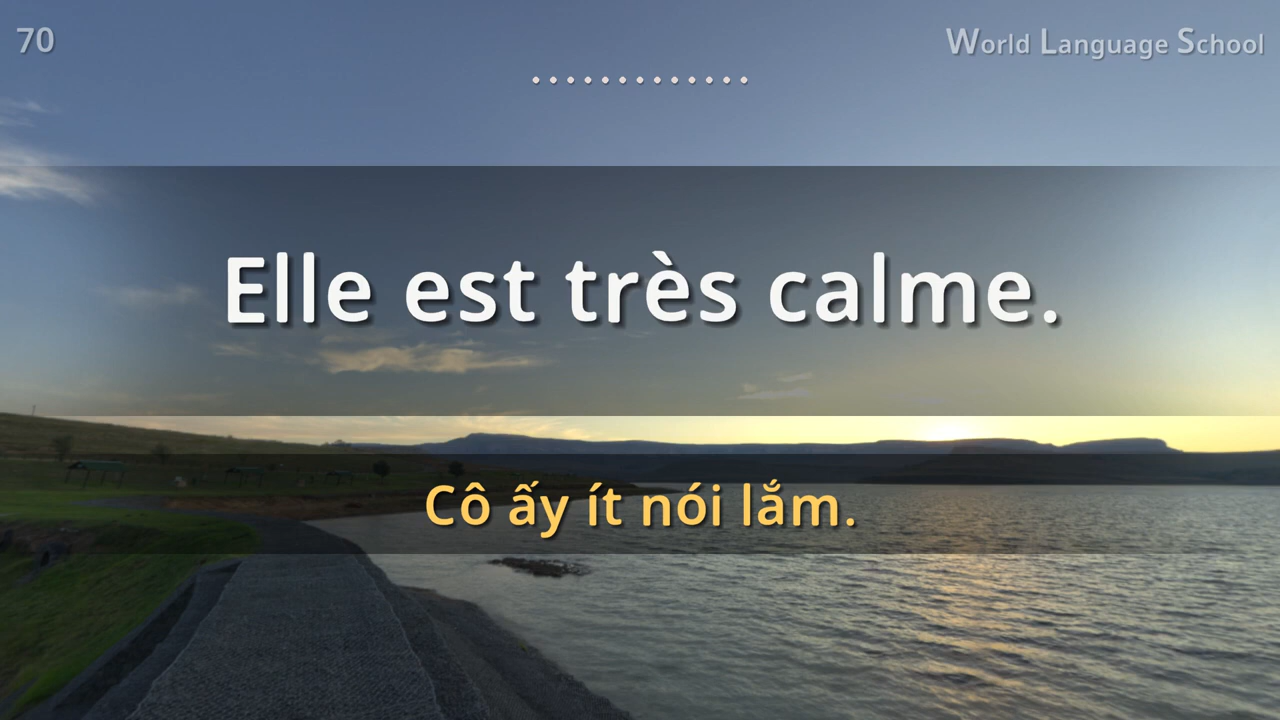 70
World Language School
Elle est très calme.
Cô ấy ít nói lắm.